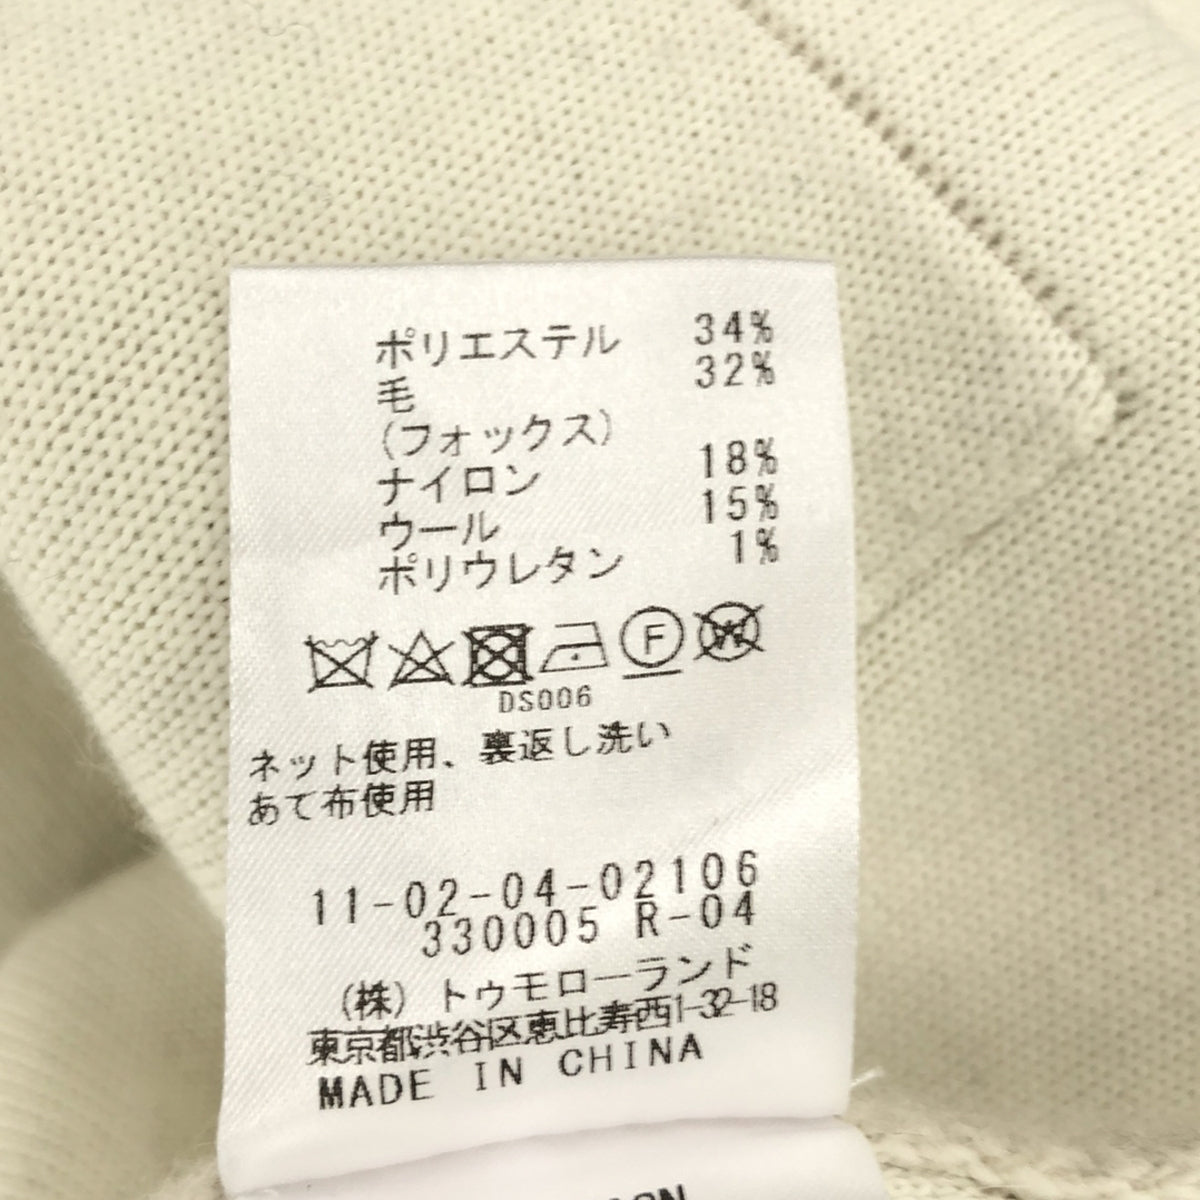 ポリエステル 34%
毛 32%
(フォックス)
ナイロン 18%
ウール 15%
ポリウレタン 1%
F W
DS006
ネット使用、裏返し洗い
あて布使用
11-02-04-02106
330005 R-04
(株) トゥモローランド
東京都渋谷区恵比寿西1-32-18
MADE IN CHINA